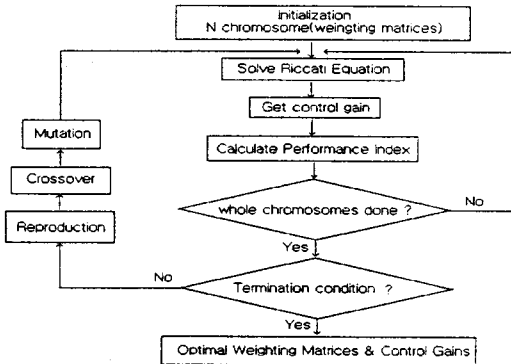 Initialization
N chromosome(weingting matrices)
Solve Riccati Equation
Get control gain
Calculate Performance index
whole chromosomes done ?
No
Yes
Mutation
Crossover
Reproduction
No
Termination condition ?
Yes
Optimal Weighting Matrices & Control Gains